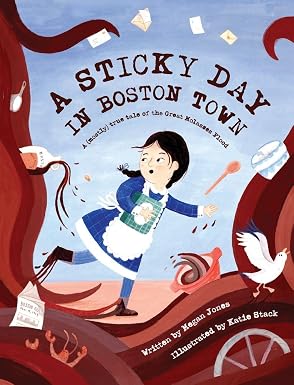 A STICKY DAY
IN BOSTON TOWN
A (mostly) true tale of the Great Molasses Flood
Written by Megan Jones
Illustrated by Katie Stack